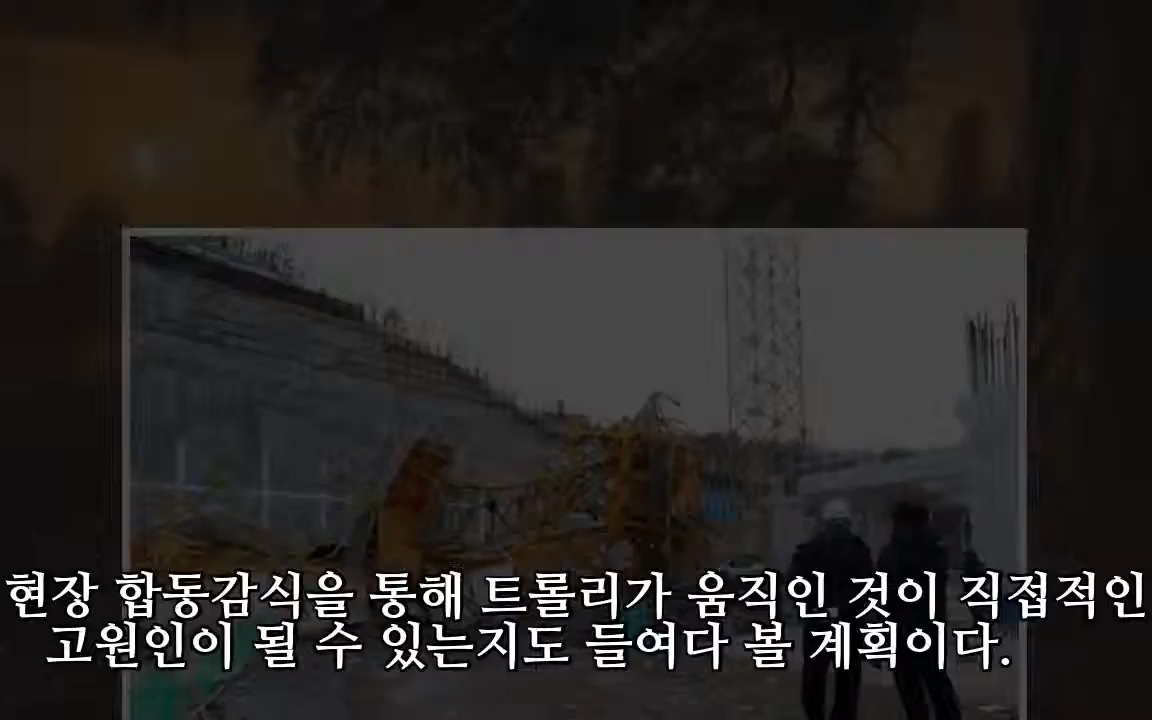 현장 합동감식을 통해 트롤리가 움직인 것이 직접적인
고원인이 될 수 있는지도 들여다 볼 계획이다.